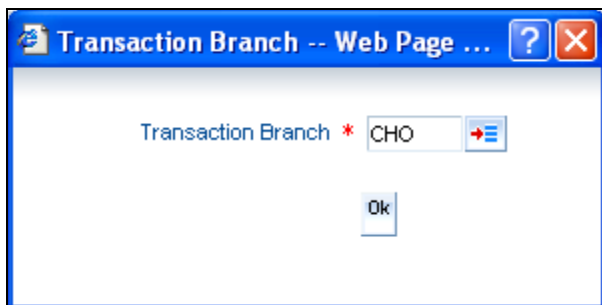 Transaction Branch -- Web Page ... ?
Transaction Branch * CHO
Ok